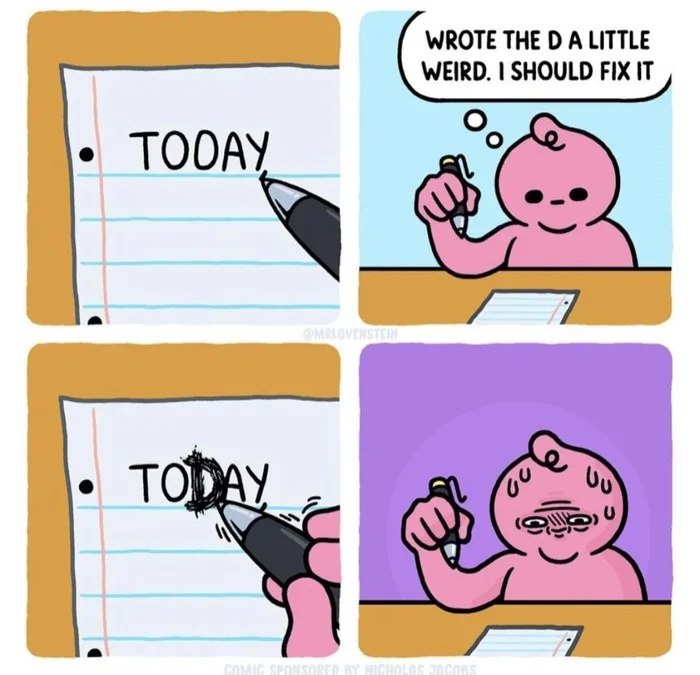 TODAY
WROTE THE D A LITTLE
WEIRD. I SHOULD FIX IT
@MRLOVENSTEIN
TODAY
COMIC SPONSORED BY NICHOLAS JACOBS